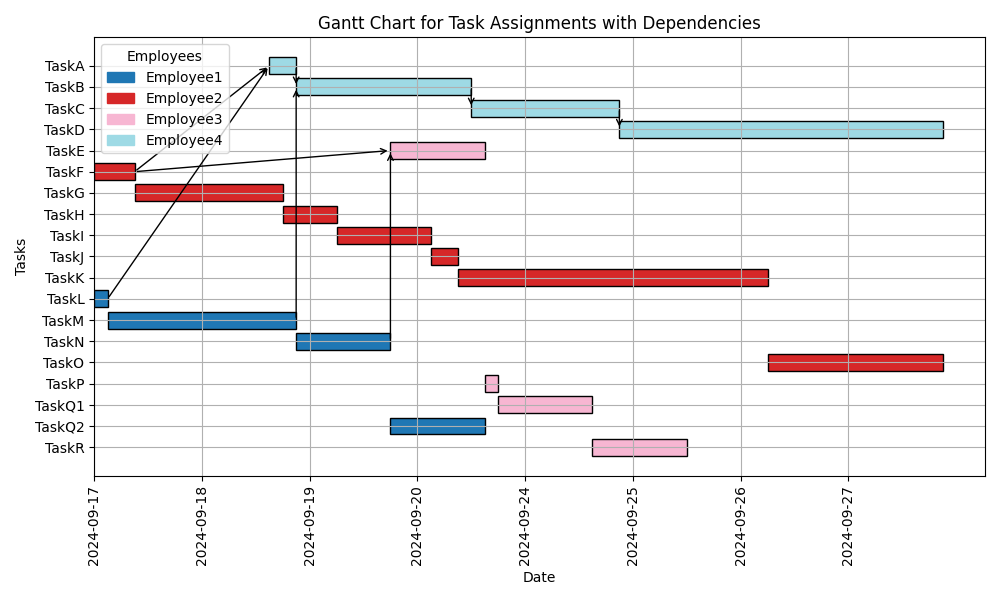 Gantt Chart for Task Assignments with Dependencies
Employees
Employee1
Employee2
Employee3
Employee4
TaskA
TaskB
TaskC
TaskD
TaskE
TaskF
TaskG
TaskH
TaskI
TaskJ
TaskK
TaskL
TaskM
TaskN
TaskO
TaskP
TaskQ1
TaskQ2
TaskR
Tasks
2024-09-17
2024-09-18
2024-09-19
2024-09-20
2024-09-24
2024-09-25
2024-09-26
2024-09-27
Date